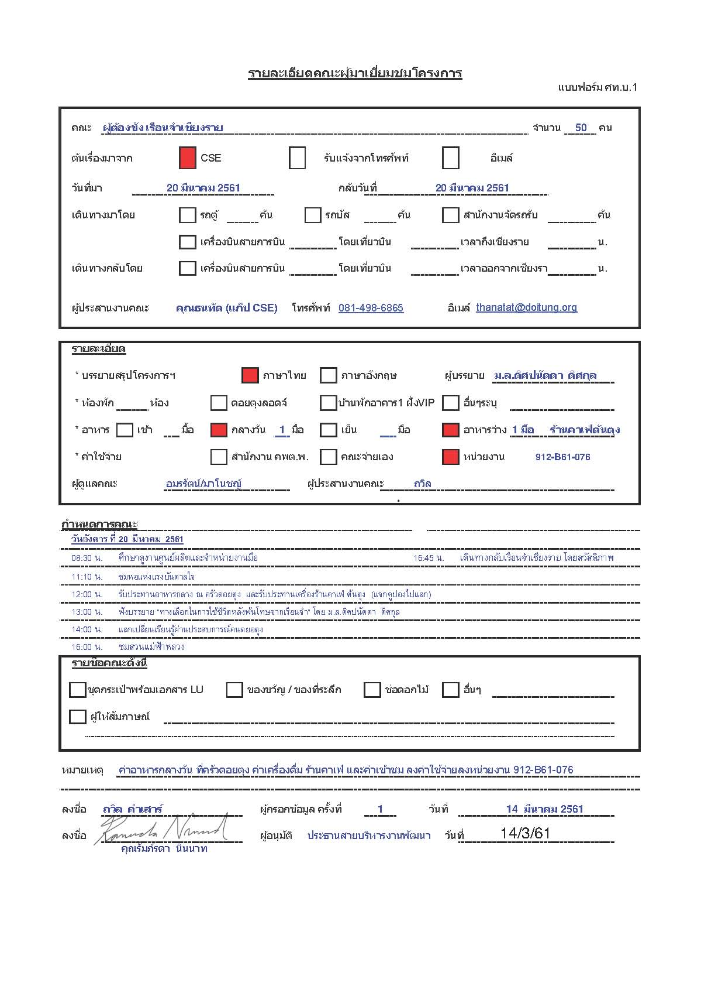 รายละเอียดคณะผู้มาเยี่ยมชมโครงการ
แบบฟอร์ม ศท.บ.1
คณะ ผู้ต้องขัง เรือนจำเชียงราย จำนวน 50 คน
ต้นเรื่องมาจาก CSE รับแจ้งจากโทรศัพท์ อีเมล์
วันที่มา 20 มีนาคม 2561 กลับวันที่ 20 มีนาคม 2561
เดินทางมาโดย รถตู้ คัน รถบัส คัน สำนักงานจัดรถรับ คัน
เครื่องบินสายการบิน โดยเที่ยวบิน เวลาถึงเชียงราย น.
เดินทางกลับโดย เครื่องบินสายการบิน โดยเที่ยวบิน เวลาออกจากเชียงรา น.
ผู้ประสานงานคณะ คุณธนทัต (แก๊ป CSE) โทรศัพท์ 081-498-6865 อีเมล์ thanatat@doitung.org
รายละเอียด
* บรรยายสรุปโครงการฯ ภาษาไทย ภาษาอังกฤษ ผู้บรรยาย ม.ล.ดิศปนัดดา ดิศกุล
* ห้องพัก ห้อง ดอยตุงลอดจ์ บ้านพักอาคาร1 ฝั่งVIP อื่นๆระบุ
* อาหาร เช้า มื้อ กลางวัน 1 มื้อ เย็น มื้อ อาหารว่าง 1 มื้อ ร้านคาเฟ่ต้นตุง
* ค่าใช้จ่าย สำนักงาน คพต.พ. คณะจ่ายเอง หน่วยงาน 912-B61-076
ผู้ดูแลคณะ อมรรัตน์/มาโนชญ์ ผู้ประสานงานคณะ ถวิล
กำหนดการคณะ
วันอังคาร ที่ 20 มีนาคม 2561
08:30 น. ศึกษาดูงานศูนย์ผลิตและจำหน่ายงานมือ 16:45 น. เดินทางกลับเรือนจำเชียงราย โดยสวัสดิภาพ
11:10 น. ชมหอแห่งแรงบันดาลใจ
12:00 น. รับประทานอาหารกลาง ณ ครัวดอยตุง และรับประทานเครื่องร้านคาเฟ่ ต้นตุง (แจกคูปองไปแลก)
13:00 น. ฟังบรรยาย "ทางเลือกในการใช้ชีวิตหลังพ้นโทษจากเรือนจำ" โดย ม.ล.ดิศปนัดดา ดิศกุล
14:00 น. แลกเปลี่ยนเรียนรู้ผ่านประสบการณ์คนดยอตุง
16:00 น. ชมสวนแม่ฟ้าหลวง
รายชื่อคณะดังนี้
ชุดกระเป๋าพร้อมเอกสาร LU ของขวัญ / ของที่ระลึก ช่อดอกไม้ อื่นๆ
ผู้ให้สัมภาษณ์
หมายเหตุ ค่าอาหารกลางวัน ที่ครัวดอยตุง ค่าเครื่องดื่ม ร้านคาเฟ่ และค่าเข้าชม ลงค่าใช้จ่ายลงหน่วยงาน 912-B61-076
ลงชื่อ ถวิล คำเสาร์ ผู้กรอกข้อมูล ครั้งที่ 1 วันที่ 14 มีนาคม 2561
ลงชื่อ ผู้อนุมัติ ประธานสายบริหารงานพัฒนา วันที่ 14/3/61
คุณรัมภ์รดา นินนาท